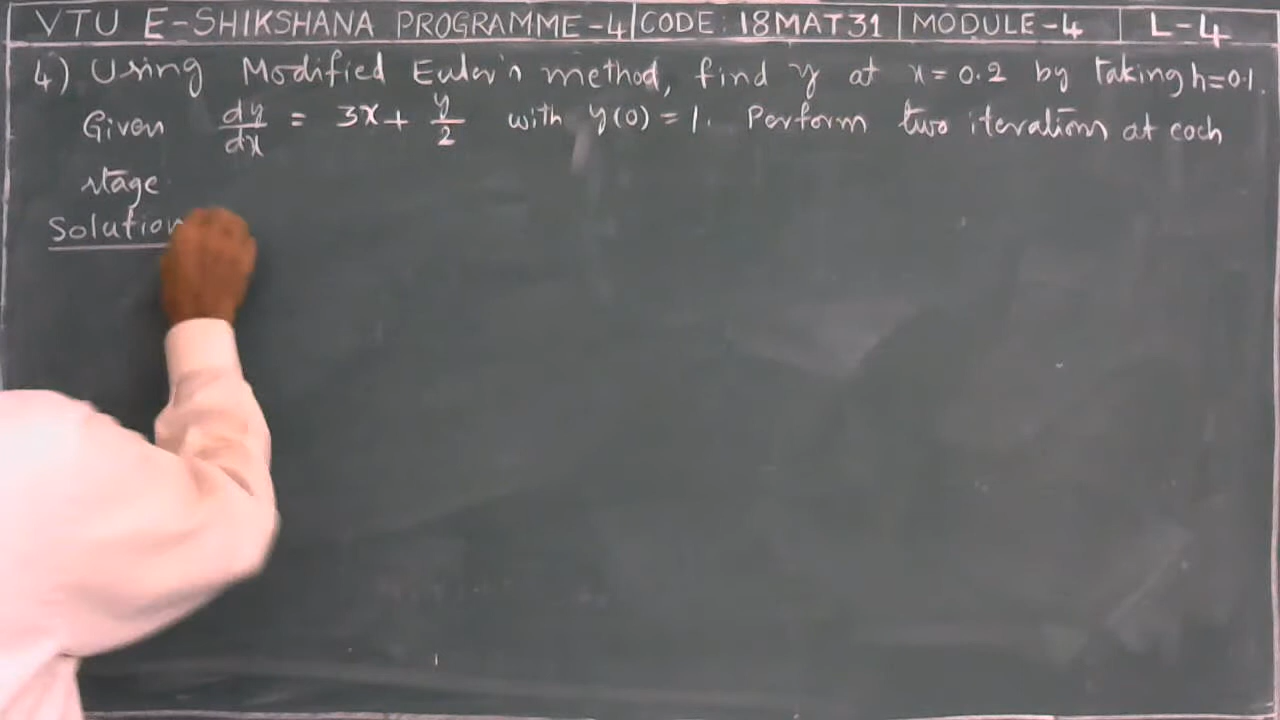 VTU E-SHIKSHANA PROGRAMME-4 CODE: 18MAT31 MODULE-4 L-4
4) Using Modified Euler's method, find y at x=0.2 by taking h=0.1.
Given dy/dx = 3x + y/2 with y(0)=1. Perform two iterations at each
stage.
Solution